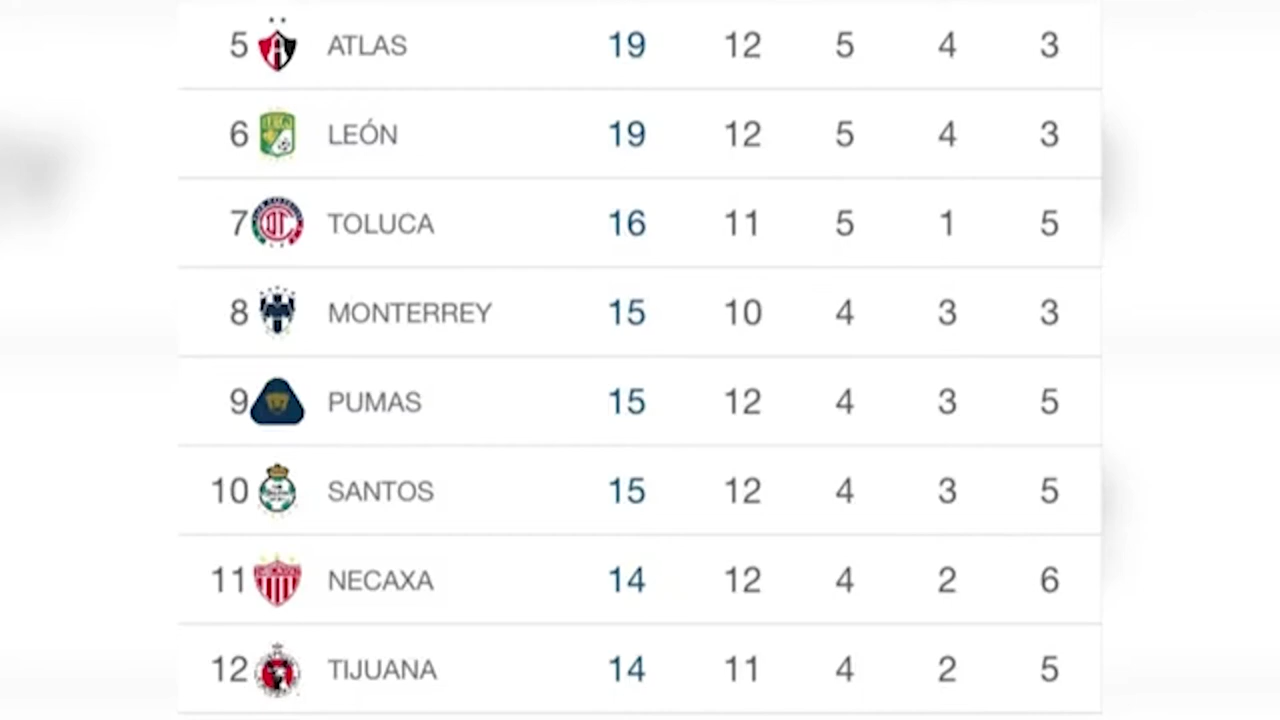 5 ATLAS 19 12 5 4 3
6 LEÓN 19 12 5 4 3
7 TOLUCA 16 11 5 1 5
8 MONTERREY 15 10 4 3 3
9 PUMAS 15 12 4 3 5
10 SANTOS 15 12 4 3 5
11 NECAXA 14 12 4 2 6
12 TIJUANA 14 11 4 2 5